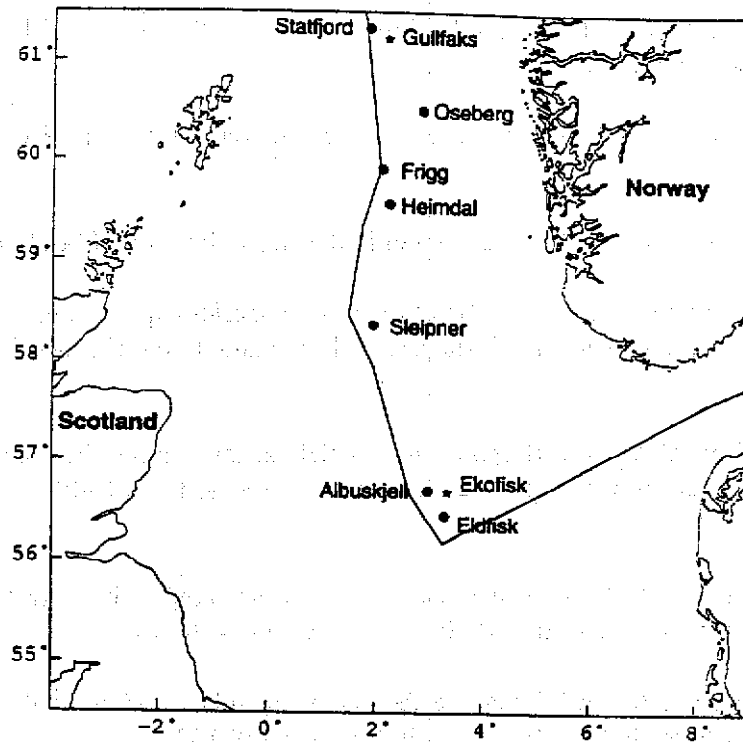 61°
60°
59°
58°
57°
56°
55°
Statfjord
Gullfaks
Oseberg
Frigg
Heimdal
Norway
Sleipner
Scotland
Albuskjell
Ekofisk
Eldfisk
-2°
0°
2°
4°
6°
8°